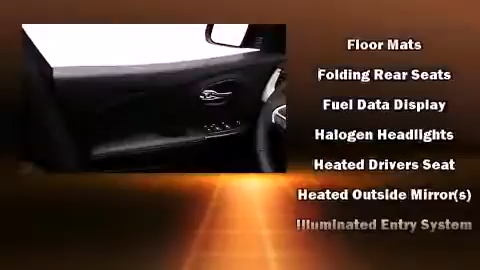 Floor Mats
Folding Rear Seats
Fuel Data Display
Halogen Headlights
Heated Drivers Seat
Heated Outside Mirror(s)
Illuminated Entry System